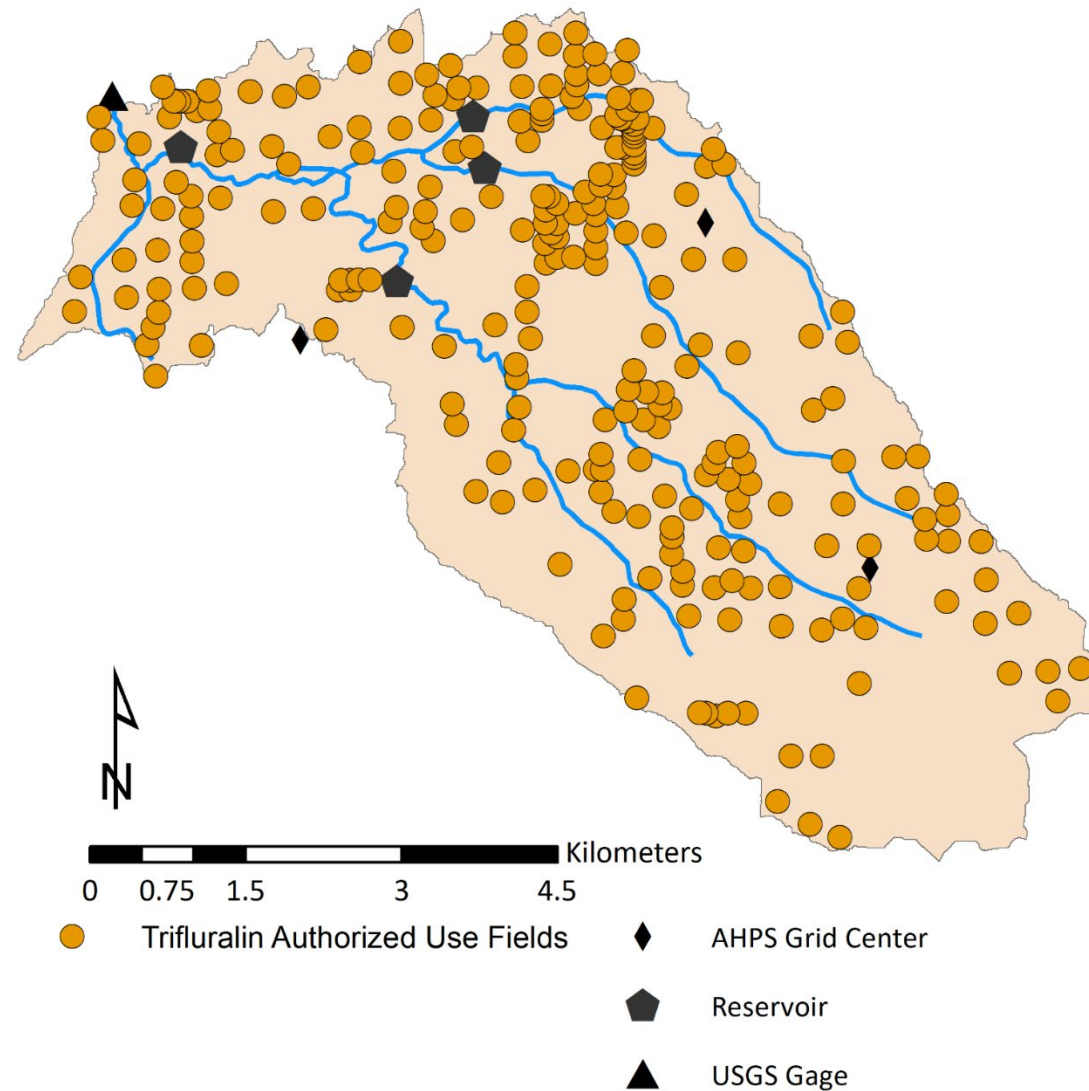 N
Kilometers
0 0.75 1.5 3 4.5
Trifluralin Authorized Use Fields
AHPS Grid Center
Reservoir
USGS Gage